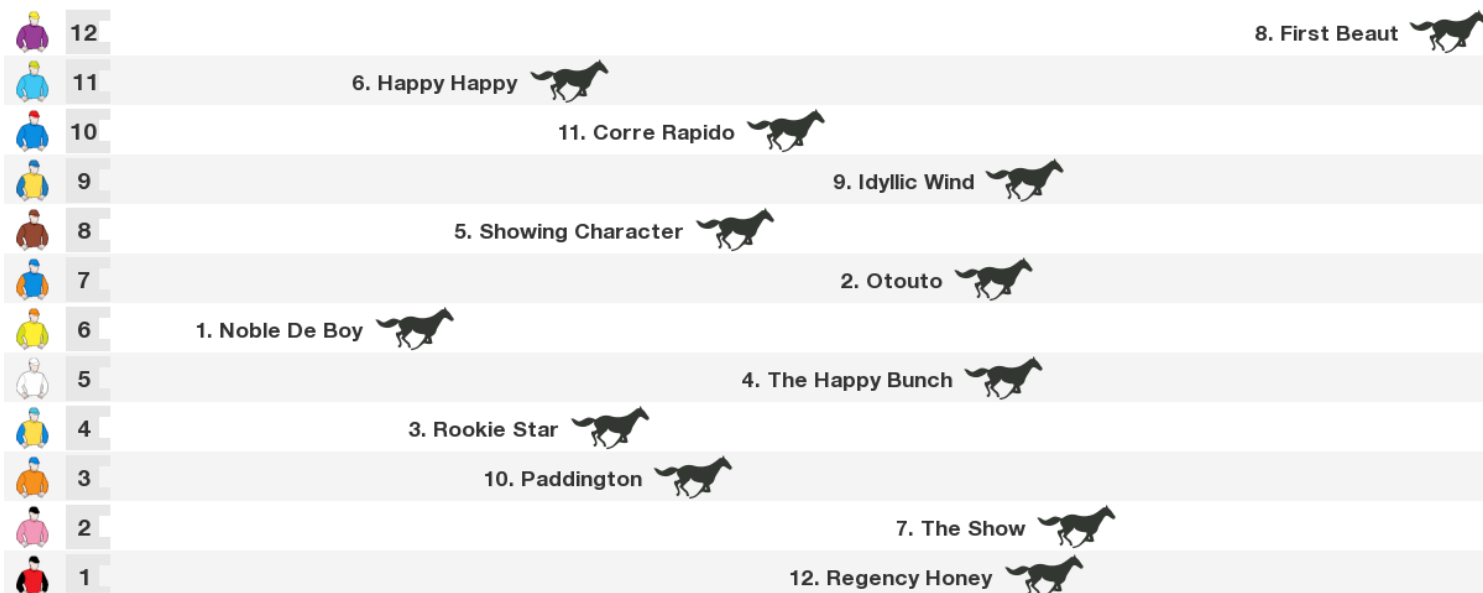 12 8. First Beaut
11 6. Happy Happy
10 11. Corre Rapido
9 9. Idyllic Wind
8 5. Showing Character
7 2. Otouto
6 1. Noble De Boy
5 4. The Happy Bunch
4 3. Rookie Star
3 10. Paddington
2 7. The Show
1 12. Regency Honey